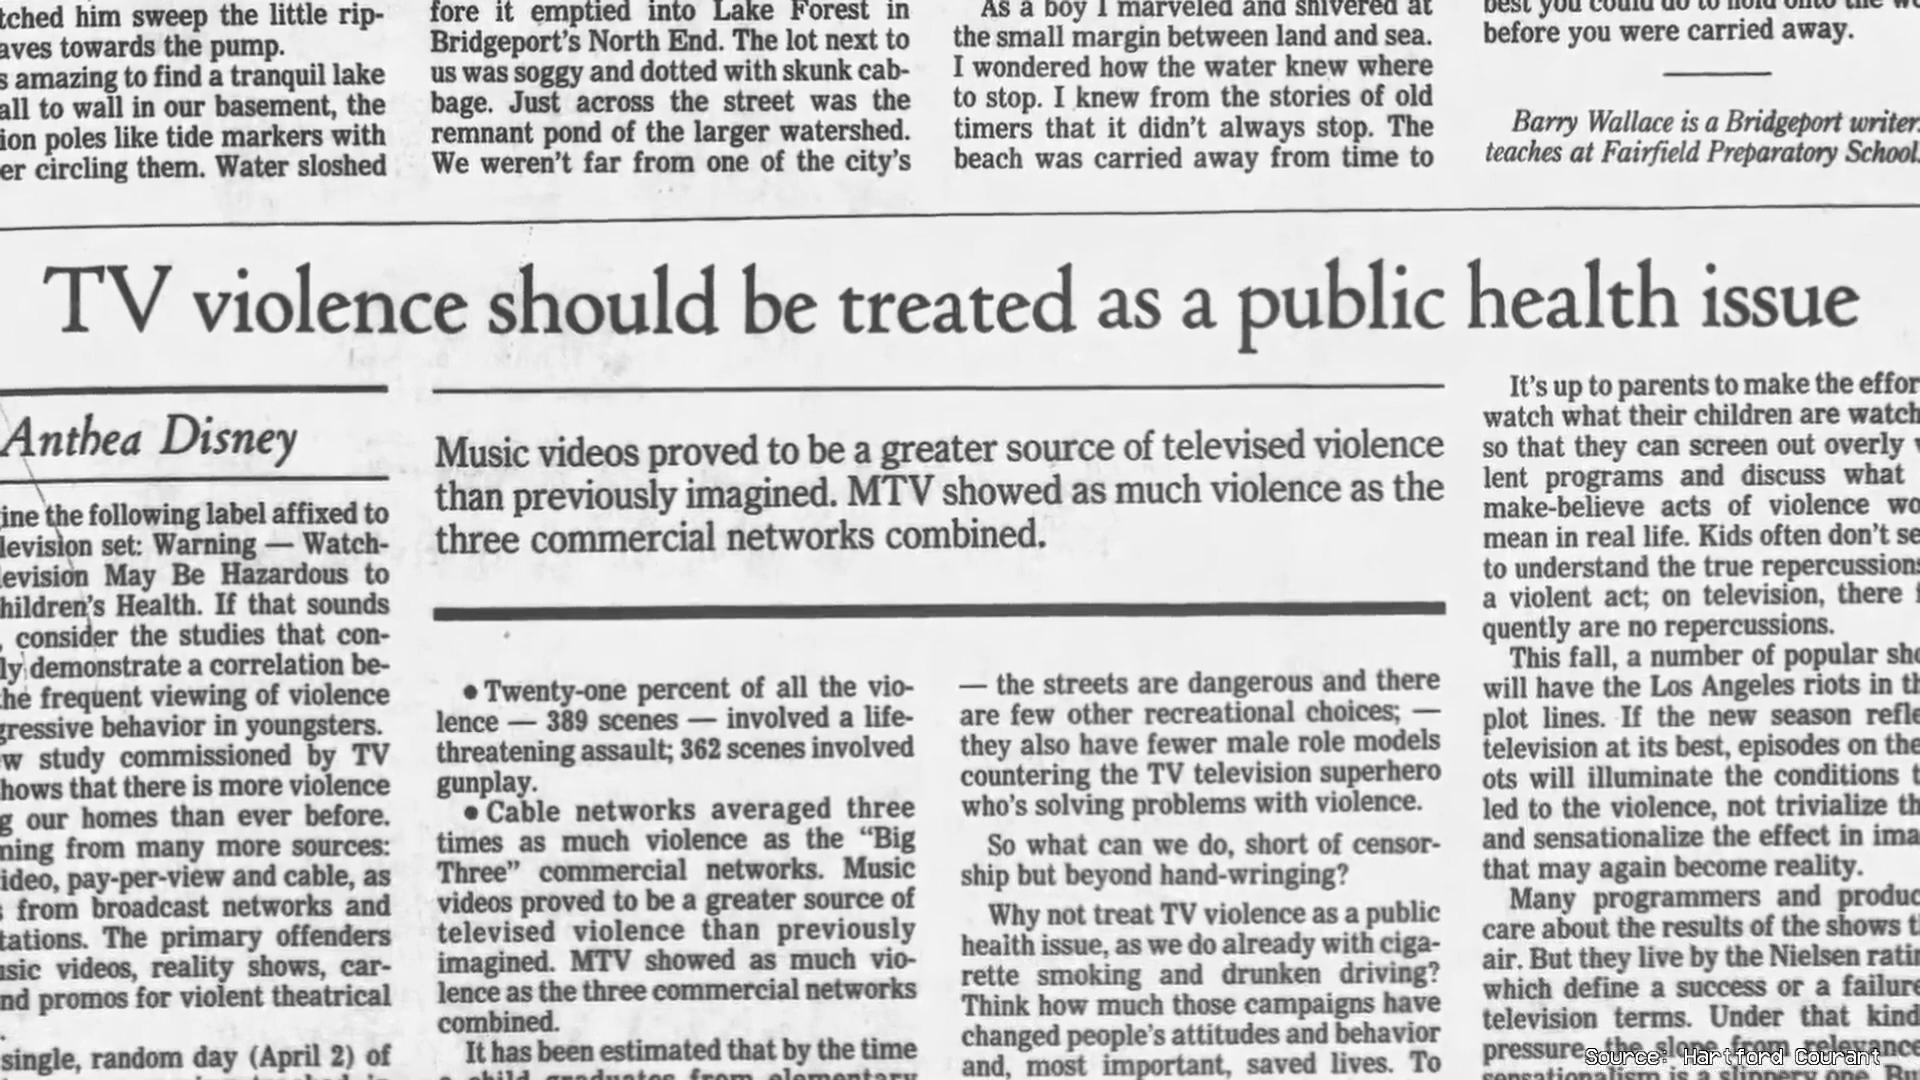 tched him sweep the little rip-
aves towards the pump.
s amazing to find a tranquil lake
all to wall in our basement, the
ion poles like tide markers with
er circling them. Water sloshed
fore it emptied into Lake Forest in
Bridgeport's North End. The lot next to
us was soggy and dotted with skunk cab-
bage. Just across the street was the
remnant pond of the larger watershed.
We weren't far from one of the city's
As a boy I marveled and shivered at
the small margin between land and sea.
I wondered how the water knew where
to stop. I knew from the stories of old
timers that it didn't always stop. The
beach was carried away from time to
best you could do to hold onto the
before you were carried away.
Barry Wallace is a Bridgeport writer.
teaches at Fairfield Preparatory School.
TV violence should be treated as a public health issue
Anthea Disney
Music videos proved to be a greater source of televised violence
than previously imagined. MTV showed as much violence as the
three commercial networks combined.
ine the following label affixed to
levision set: Warning — Watch-
levision May Be Hazardous to
hildren's Health. If that sounds
, consider the studies that con-
ly demonstrate a correlation be-
he frequent viewing of violence
gressive behavior in youngsters.
w study commissioned by TV
hows that there is more violence
g our homes than ever before.
ming from many more sources:
ideo, pay-per-view and cable, as
s from broadcast networks and
tations. The primary offenders
usic videos, reality shows, car-
nd promos for violent theatrical
single, random day (April 2) of
• Twenty-one percent of all the vio-
lence — 389 scenes — involved a life-
threatening assault; 362 scenes involved
gunplay.
• Cable networks averaged three
times as much violence as the "Big
Three" commercial networks. Music
videos proved to be a greater source of
televised violence than previously
imagined. MTV showed as much vio-
lence as the three commercial networks
combined.
It has been estimated that by the time
a child graduates from elementary
— the streets are dangerous and there
are few other recreational choices; —
they also have fewer male role models
countering the TV television superhero
who's solving problems with violence.
So what can we do, short of censor-
ship but beyond hand-wringing?
Why not treat TV violence as a public
health issue, as we do already with ciga-
rette smoking and drunken driving?
Think how much those campaigns have
changed people's attitudes and behavior
and, most important, saved lives. To
It's up to parents to make the effor
watch what their children are watch
so that they can screen out overly v
lent programs and discuss what
make-believe acts of violence wo
mean in real life. Kids often don't se
to understand the true repercussions
a violent act; on television, there f
quently are no repercussions.
This fall, a number of popular sho
will have the Los Angeles riots in th
plot lines. If the new season refle
television at its best, episodes on the
ots will illuminate the conditions t
led to the violence, not trivialize th
and sensationalize the effect in ima
that may again become reality.
Many programmers and produc
care about the results of the shows t
air. But they live by the Nielsen ratin
which define a success or a failure
television terms. Under that kind
pressure, the slope from relevance
sensationalism is a slippery one. Bu
Source: Hartford Courant